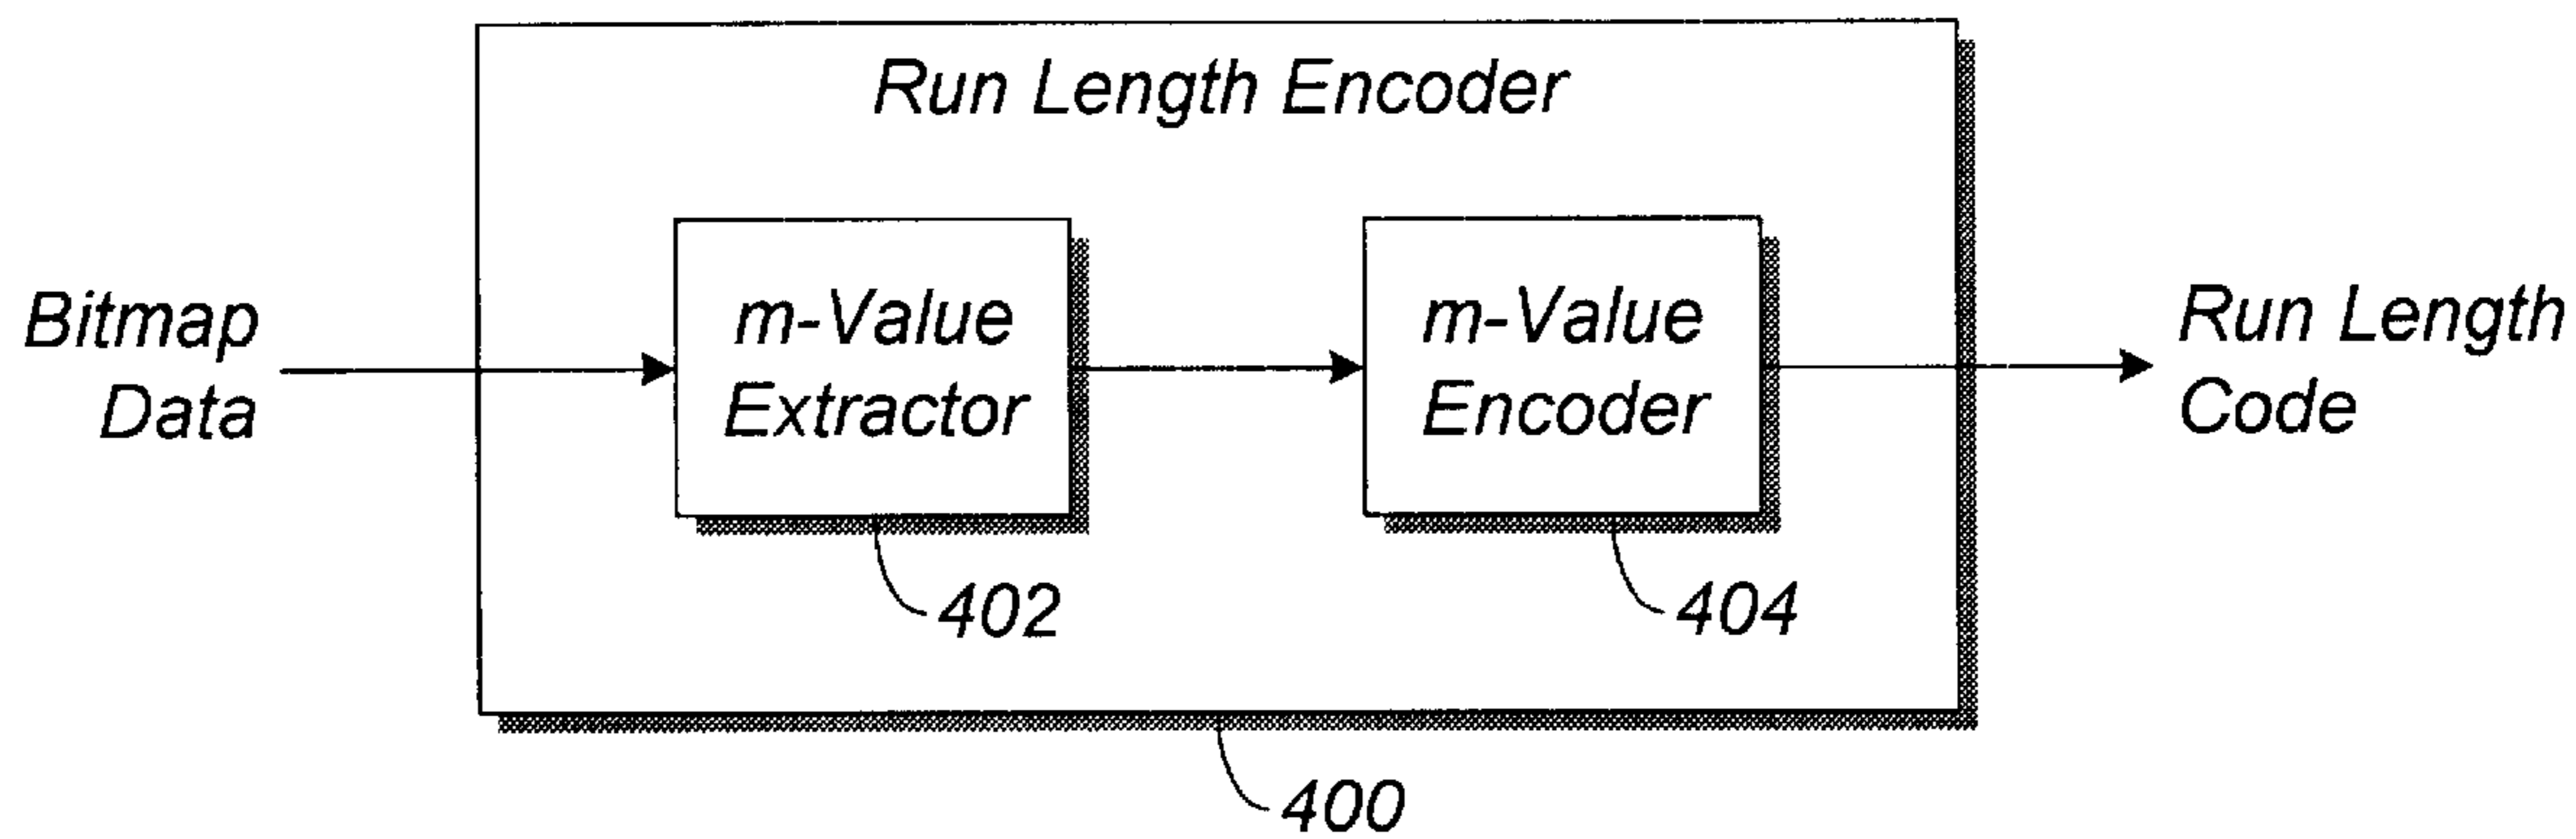 Run Length Encoder
Bitmap
Data
m-Value
Extractor
m-Value
Encoder
Run Length
Code
402
404
400